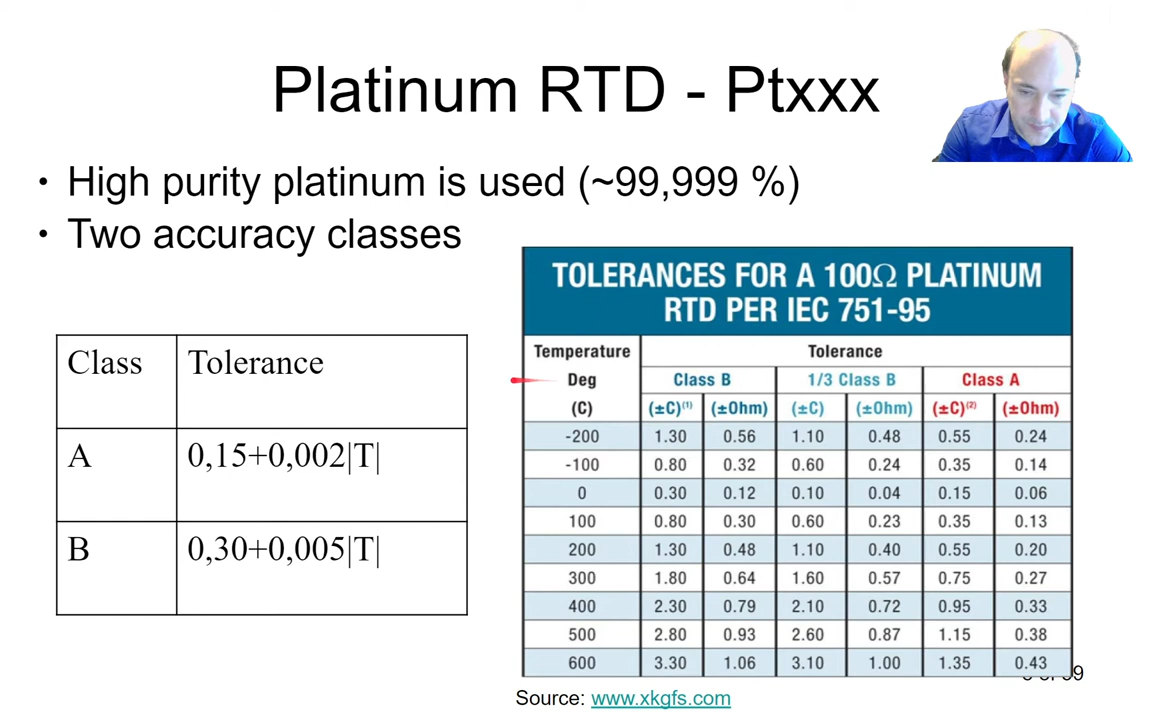 Platinum RTD - Ptxxx
• High purity platinum is used (~99,999 %)
• Two accuracy classes
Class Tolerance
A 0,15+0,002|T|
B 0,30+0,005|T|
TOLERANCES FOR A 100Ω PLATINUM
RTD PER IEC 751-95
Temperature Tolerance
Deg Class B 1/3 Class B Class A
(C) (±C)(1) (±Ohm) (±C) (±Ohm) (±C)(2) (±Ohm)
-200 1.30 0.56 1.10 0.48 0.55 0.24
-100 0.80 0.32 0.60 0.24 0.35 0.14
0 0.30 0.12 0.10 0.04 0.15 0.06
100 0.80 0.30 0.60 0.23 0.35 0.13
200 1.30 0.48 1.10 0.40 0.55 0.20
300 1.80 0.64 1.60 0.57 0.75 0.27
400 2.30 0.79 2.10 0.72 0.95 0.33
500 2.80 0.93 2.60 0.87 1.15 0.38
600 3.30 1.06 3.10 1.00 1.35 0.43
Source: www.xkgfs.com